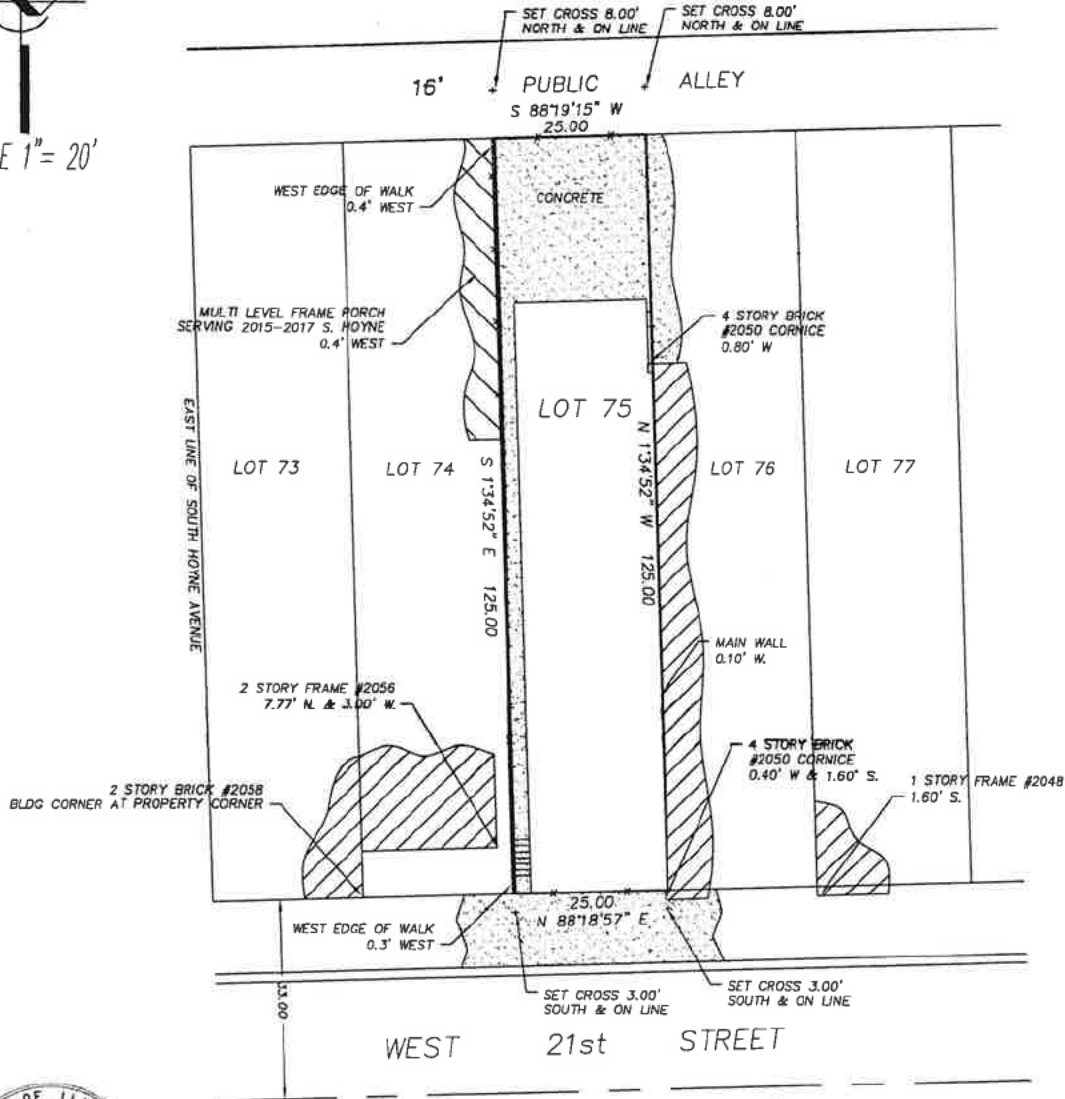 SET CROSS 8.00'
NORTH & ON LINE
SET CROSS 8.00'
NORTH & ON LINE
16' PUBLIC ALLEY
S 88°19'15" W
25.00
E 1"= 20'
WEST EDGE OF WALK
0.4' WEST
CONCRETE
MULTI LEVEL FRAME PORCH
SERVING 2015-2017 S. HOYNE
0.4' WEST
4 STORY BRICK
#2050 CORNICE
0.80' W
LOT 75
EAST LINE OF SOUTH HOYNE AVENUE
LOT 73
LOT 74
S 1°34'52" E 125.00
N 1°34'52" W 125.00
LOT 76
LOT 77
MAIN WALL
0.10' W.
2 STORY FRAME #2056
7.77' N. & 3.00' W.
4 STORY BRICK
#2050 CORNICE
0.40' W & 1.60' S.
2 STORY BRICK #2058
BLDG CORNER AT PROPERTY CORNER
1 STORY FRAME #2048
1.60' S.
25.00
N 88°18'57" E
WEST EDGE OF WALK
0.3' WEST
SET CROSS 3.00'
SOUTH & ON LINE
SET CROSS 3.00'
SOUTH & ON LINE
33.00
WEST 21st STREET
OF